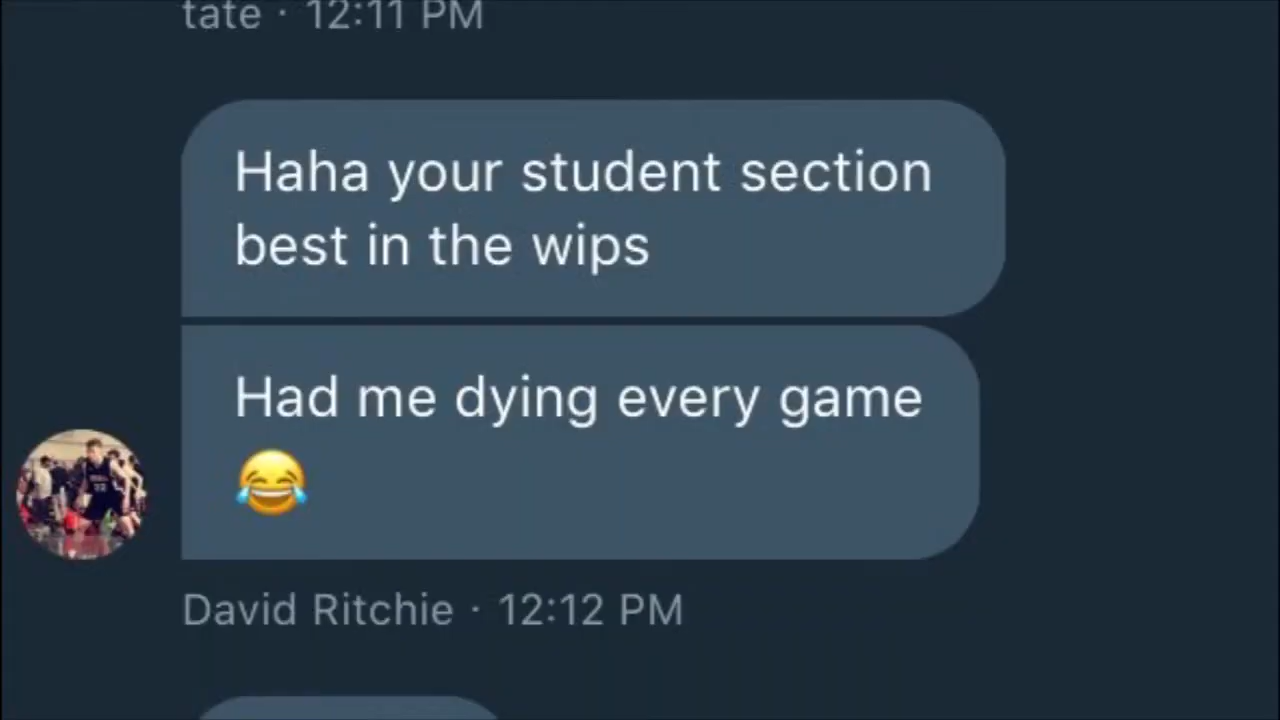 tate · 12:11 PM
Haha your student section
best in the wips
Had me dying every game
😂
David Ritchie · 12:12 PM